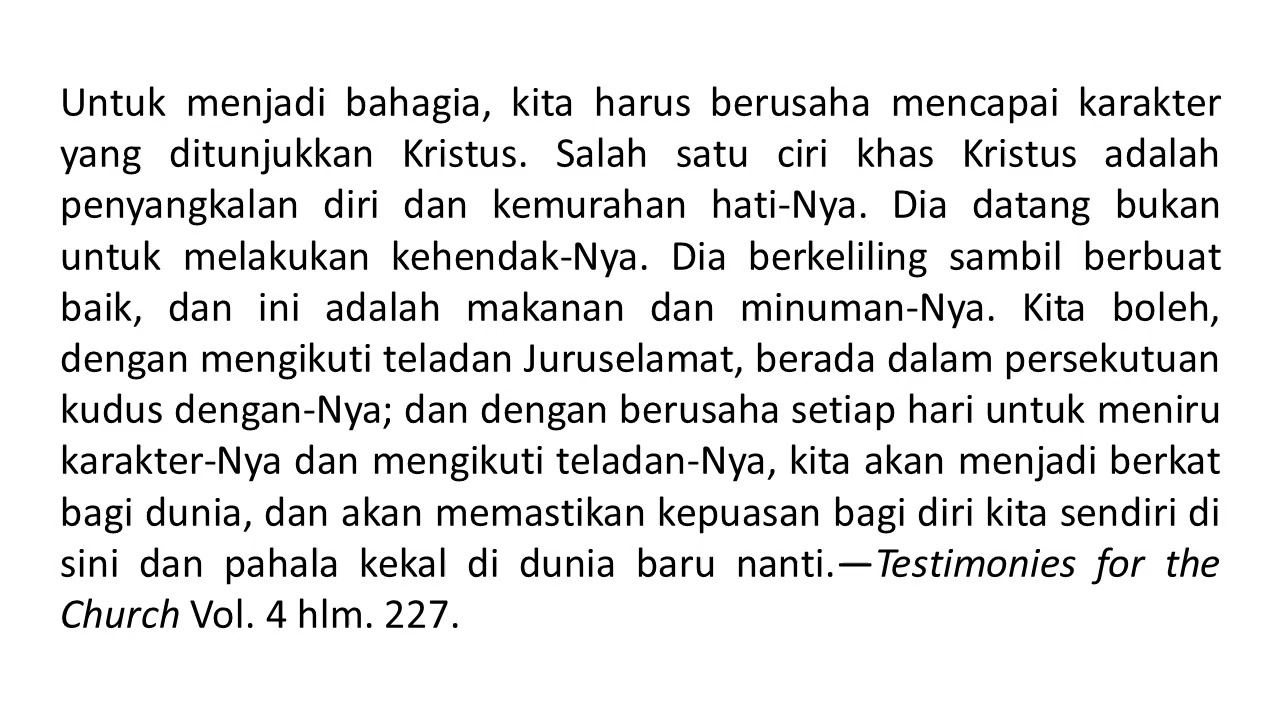 Untuk menjadi bahagia, kita harus berusaha mencapai karakter
yang ditunjukkan Kristus. Salah satu ciri khas Kristus adalah
penyangkalan diri dan kemurahan hati-Nya. Dia datang bukan
untuk melakukan kehendak-Nya. Dia berkeliling sambil berbuat
baik, dan ini adalah makanan dan minuman-Nya. Kita boleh,
dengan mengikuti teladan Juruselamat, berada dalam persekutuan
kudus dengan-Nya; dan dengan berusaha setiap hari untuk meniru
karakter-Nya dan mengikuti teladan-Nya, kita akan menjadi berkat
bagi dunia, dan akan memastikan kepuasan bagi diri kita sendiri di
sini dan pahala kekal di dunia baru nanti.—Testimonies for the
Church Vol. 4 hlm. 227.